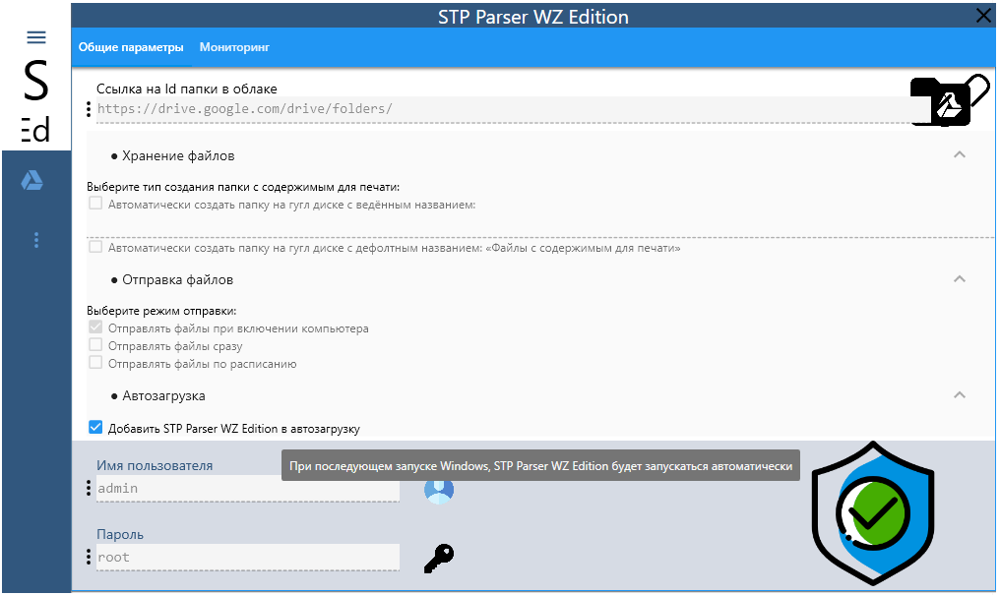 STP Parser WZ Edition
Общие параметры Мониторинг
S
Ed
Ссылка на Id папки в облаке
https://drive.google.com/drive/folders/
● Хранение файлов
Выберите тип создания папки с содержимым для печати:
Автоматически создать папку на гугл диске с ведённым названием:
Автоматически создать папку на гугл диске с дефолтным названием: «Файлы с содержимым для печати»
● Отправка файлов
Выберите режим отправки:
Отправлять файлы при включении компьютера
Отправлять файлы сразу
Отправлять файлы по расписанию
● Автозагрузка
Добавить STP Parser WZ Edition в автозагрузку
При последующем запуске Windows, STP Parser WZ Edition будет запускаться автоматически
Имя пользователя
admin
Пароль
root